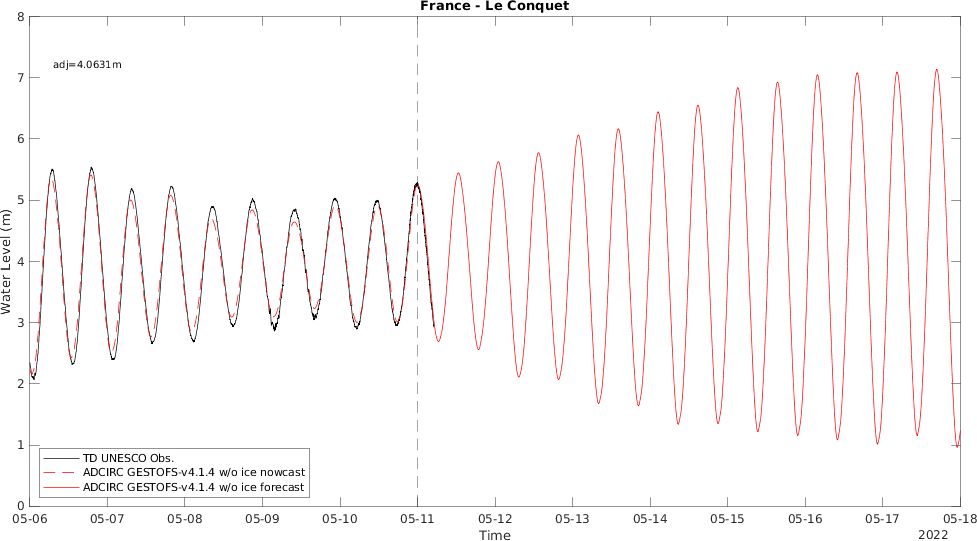 France - Le Conquet
adj=4.0631m
Water Level (m)
8
7
6
5
4
3
2
1
0
TD UNESCO Obs.
ADCIRC GESTOFS-v4.1.4 w/o ice nowcast
ADCIRC GESTOFS-v4.1.4 w/o ice forecast
05-06 05-07 05-08 05-09 05-10 05-11 05-12 05-13 05-14 05-15 05-16 05-17 05-18
Time
2022